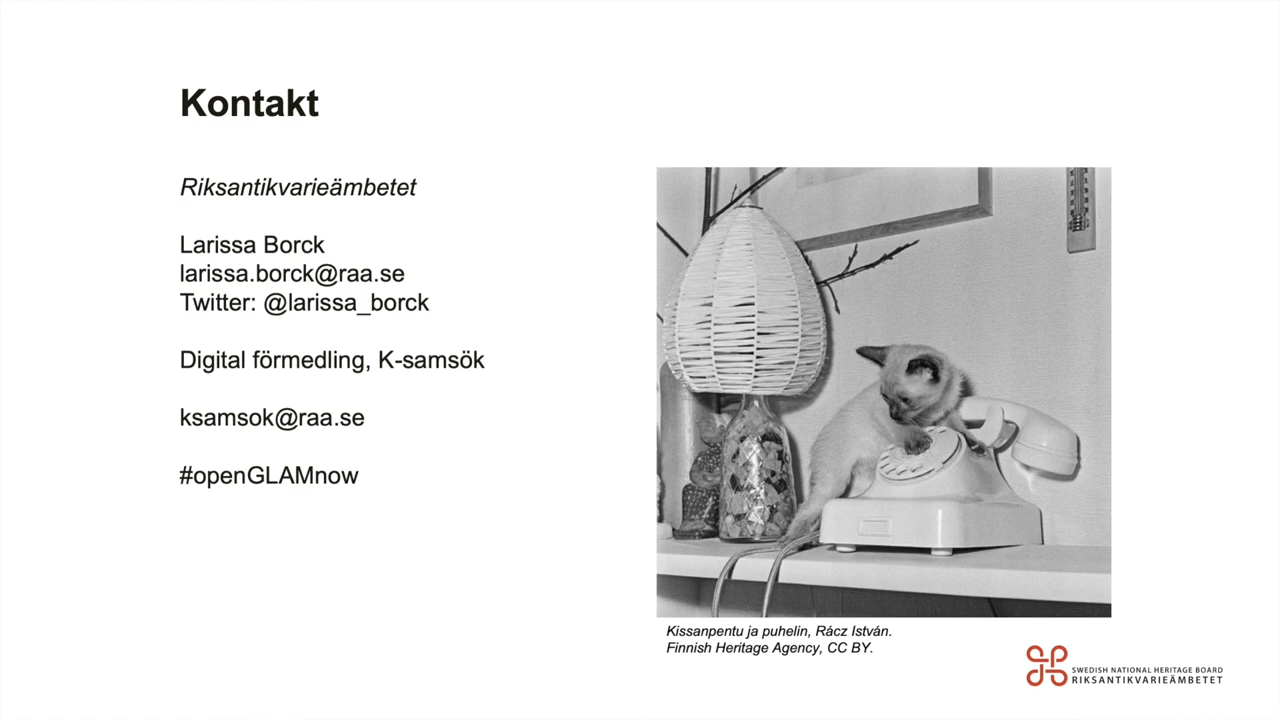 Kontakt
Riksantikvarieämbetet
Larissa Borck
larissa.borck@raa.se
Twitter: @larissa_borck
Digital förmedling, K-samsök
ksamsok@raa.se
#openGLAMnow
Kissanpentu ja puhelin, Rácz István.
Finnish Heritage Agency, CC BY.
SWEDISH NATIONAL HERITAGE BOARD
RIKSANTIKVARIEÄMBETET